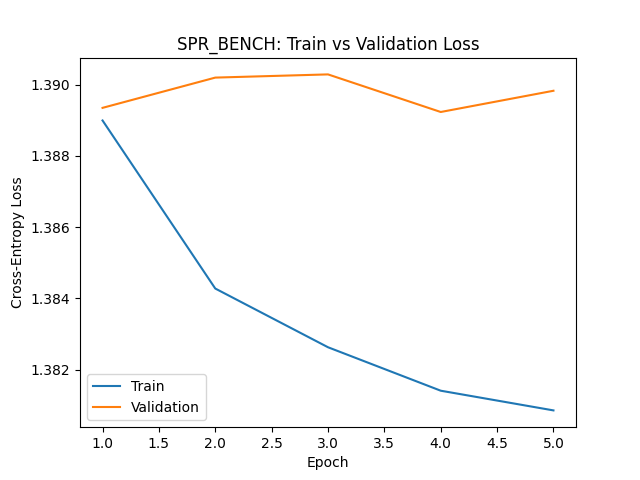 SPR_BENCH: Train vs Validation Loss
Cross-Entropy Loss
1.390
1.388
1.386
1.384
1.382
Train
Validation
1.0 1.5 2.0 2.5 3.0 3.5 4.0 4.5 5.0
Epoch